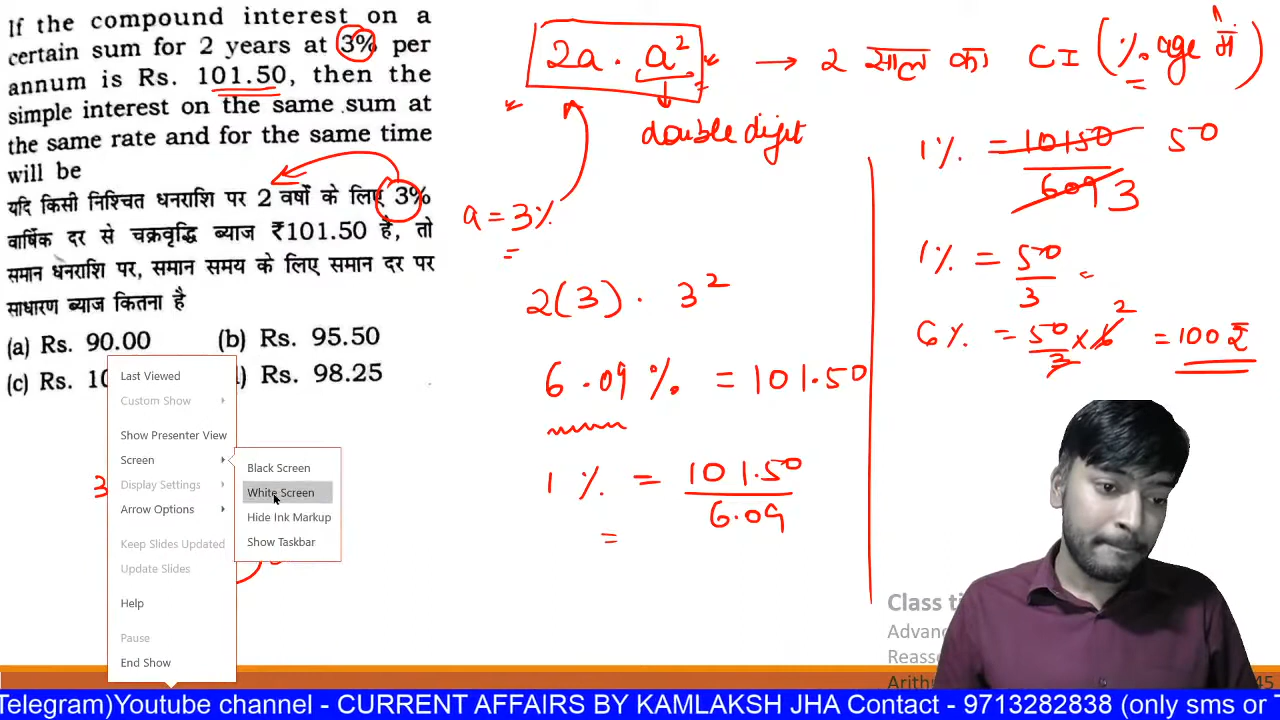 If the compound interest on a
certain sum for 2 years at 3% per
annum is Rs. 101.50, then the
simple interest on the same sum at
the same rate and for the same time
will be
यदि किसी निश्चित धनराशि पर 2 वर्षों के लिए 3%
वार्षिक दर से चक्रवृद्धि ब्याज ₹101.50 है, तो
समान धनराशि पर, समान समय के लिए समान दर पर
साधारण ब्याज कितना है
(a) Rs. 90.00 (b) Rs. 95.50
(c) Rs. 10 ) Rs. 98.25
2a · a² → 2 साल का CI (%age में)
double digit
a = 3%
=
2(3) · 3²
6.09 % = 101.50
1 % = 101.50
6.09
=
1% = 10150 50
609 3
1% = 50
3
6% = 50 × 6 2 = 100 ₹
3
3
Last Viewed
Custom Show
Show Presenter View
Screen
Display Settings
Arrow Options
Keep Slides Updated
Update Slides
Help
Pause
End Show
Black Screen
White Screen
Hide Ink Markup
Show Taskbar
Class ti
Advan
Reaso
Arith 45
Telegram)Youtube channel - CURRENT AFFAIRS BY KAMLAKSH JHA Contact - 9713282838 (only sms or